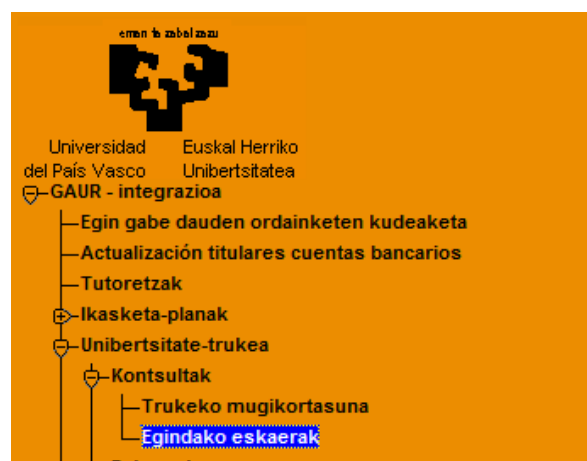 eman ta zabal zazu
Universidad Euskal Herriko
del País Vasco Unibertsitatea
GAUR - integrazioa
Egin gabe dauden ordainketen kudeaketa
Actualización titulares cuentas bancarios
Tutoretzak
Ikasketa-planak
Unibertsitate-trukea
Kontsultak
Trukeko mugikortasuna
Egindako eskaerak